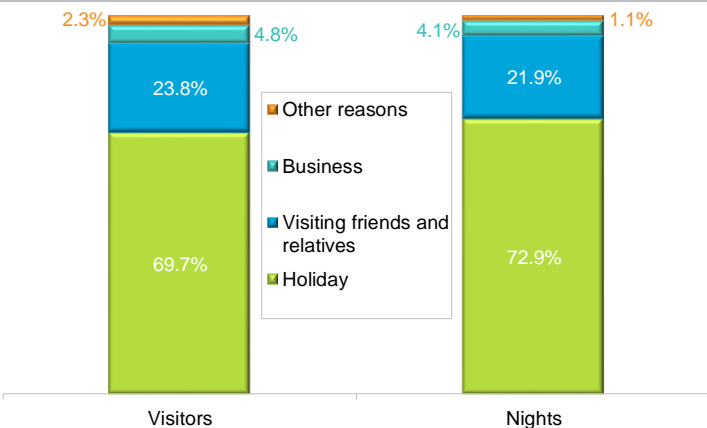 2.3%
4.8%
4.1%
1.1%
23.8%
21.9%
Other reasons
Business
Visiting friends and
relatives
Holiday
69.7%
72.9%
Visitors
Nights